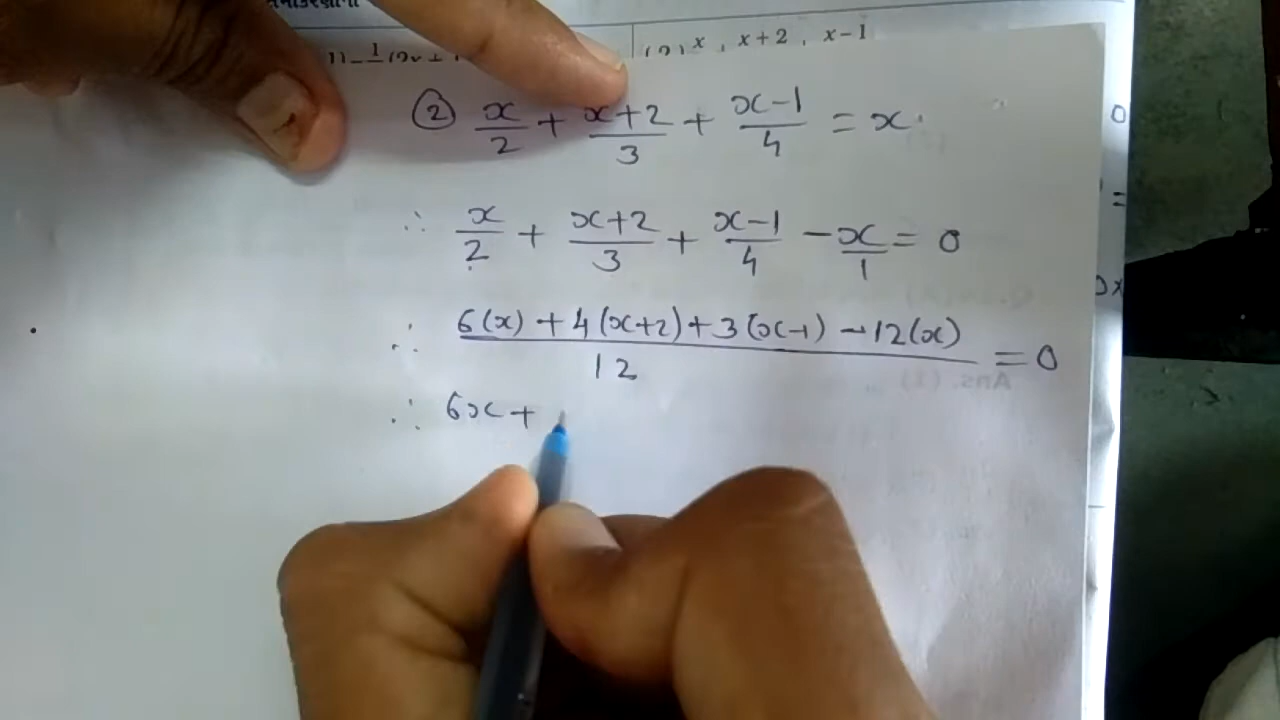 x , x+2 , x-1
② x/2 + x+2/3 + x-1/4 = x
∴ x/2 + x+2/3 + x-1/4 - x/1 = 0
∴ 6(x) + 4(x+2) + 3(x-1) - 12(x) / 12 = 0
∴ 6x +